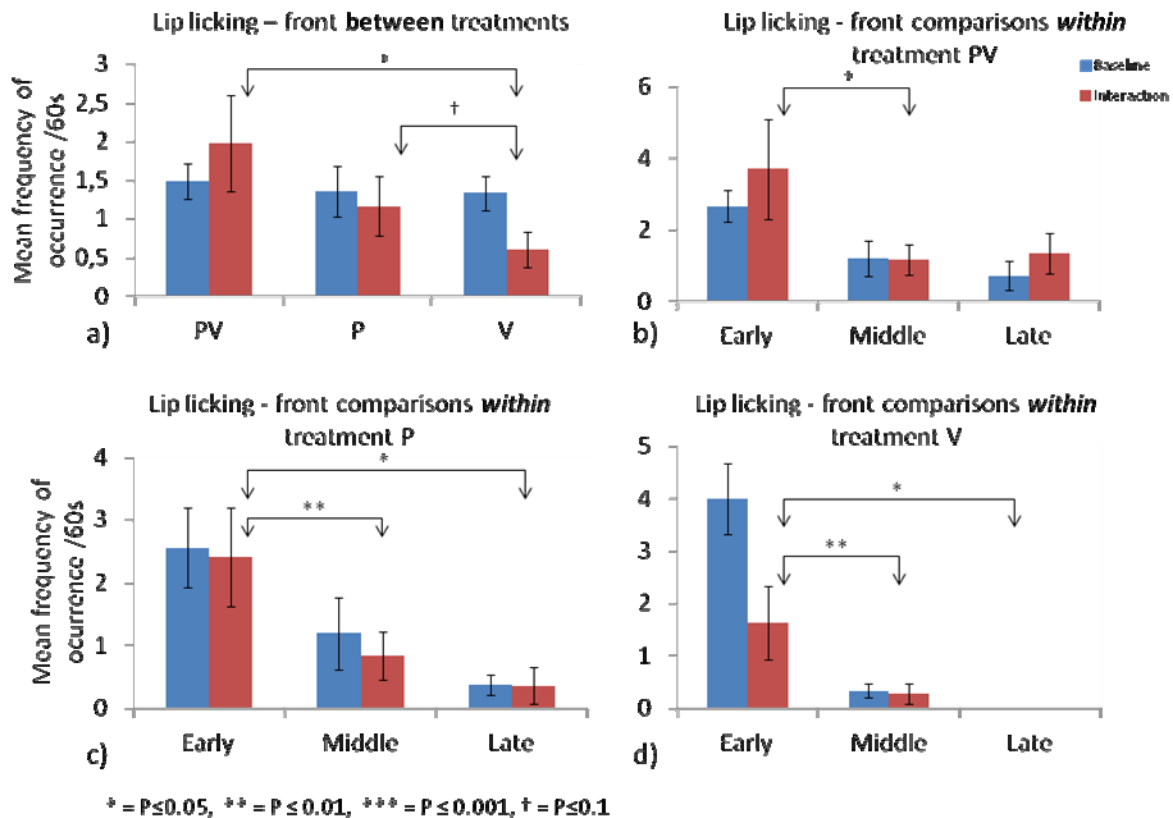 Lip licking – front between treatments
3
2,5
2
1,5
1
0,5
0
Mean frequency of
occurrence /60s
*
†
PV
P
V
a)
Lip licking - front comparisons within
treatment PV
Baseline
Interaction
6
4
2
0
*
Early
Middle
Late
b)
Lip licking - front comparisons within
treatment P
4
3
2
1
0
Mean frequency of
ocurrence /60s
*
**
Early
Middle
Late
c)
Lip licking - front comparisons within
treatment V
5
4
3
2
1
0
*
**
Early
Middle
Late
d)
* = P≤0.05, ** = P ≤ 0.01, *** = P ≤ 0.001, † = P≤0.1